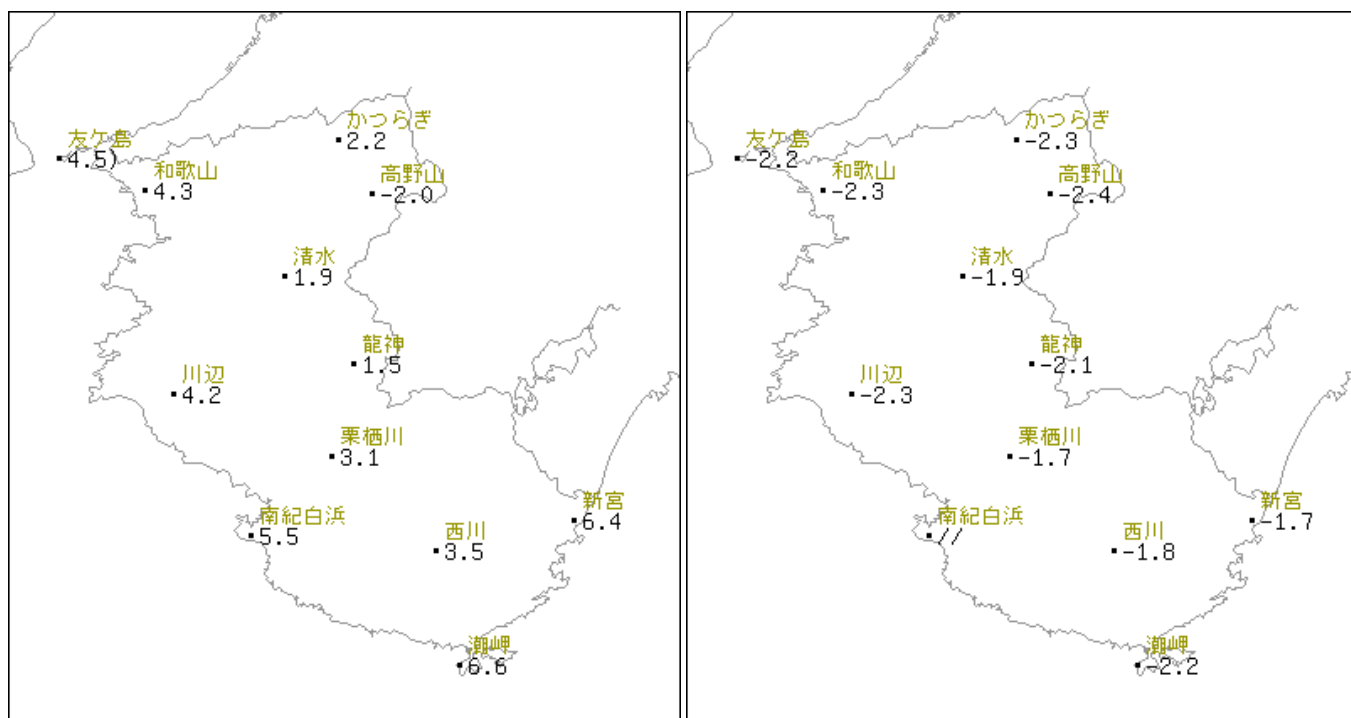 かつらぎ
2.2
友ケ島
4.5)
和歌山
4.3
高野山
-2.0
清水
1.9
龍神
1.5
川辺
4.2
栗栖川
3.1
新宮
6.4
南紀白浜
5.5
西川
3.5
潮岬
6.6
かつらぎ
-2.3
友ケ島
-2.2
和歌山
-2.3
高野山
-2.4
清水
-1.9
龍神
-2.1
川辺
-2.3
栗栖川
-1.7
新宮
-1.7
南紀白浜
//
西川
-1.8
潮岬
-2.2